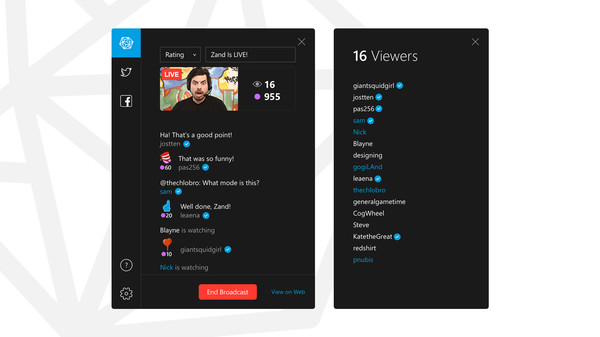 Rating
Zand Is LIVE!
LIVE
16
955
Ha! That's a good point!
jostten
That was so funny!
60
pas256
@thechlobro: What mode is this?
sam
Well done, Zand!
20
leaena
Blayne is watching
giantsquidgirl
10
Nick is watching
?
End Broadcast
View on Web
16 Viewers
giantsquidgirl
jostten
pas256
sam
Nick
Blayne
designing
gogiLAnd
leaena
thechlobro
generalgametime
CogWheel
Steve
KatetheGreat
redshirt
pnubis